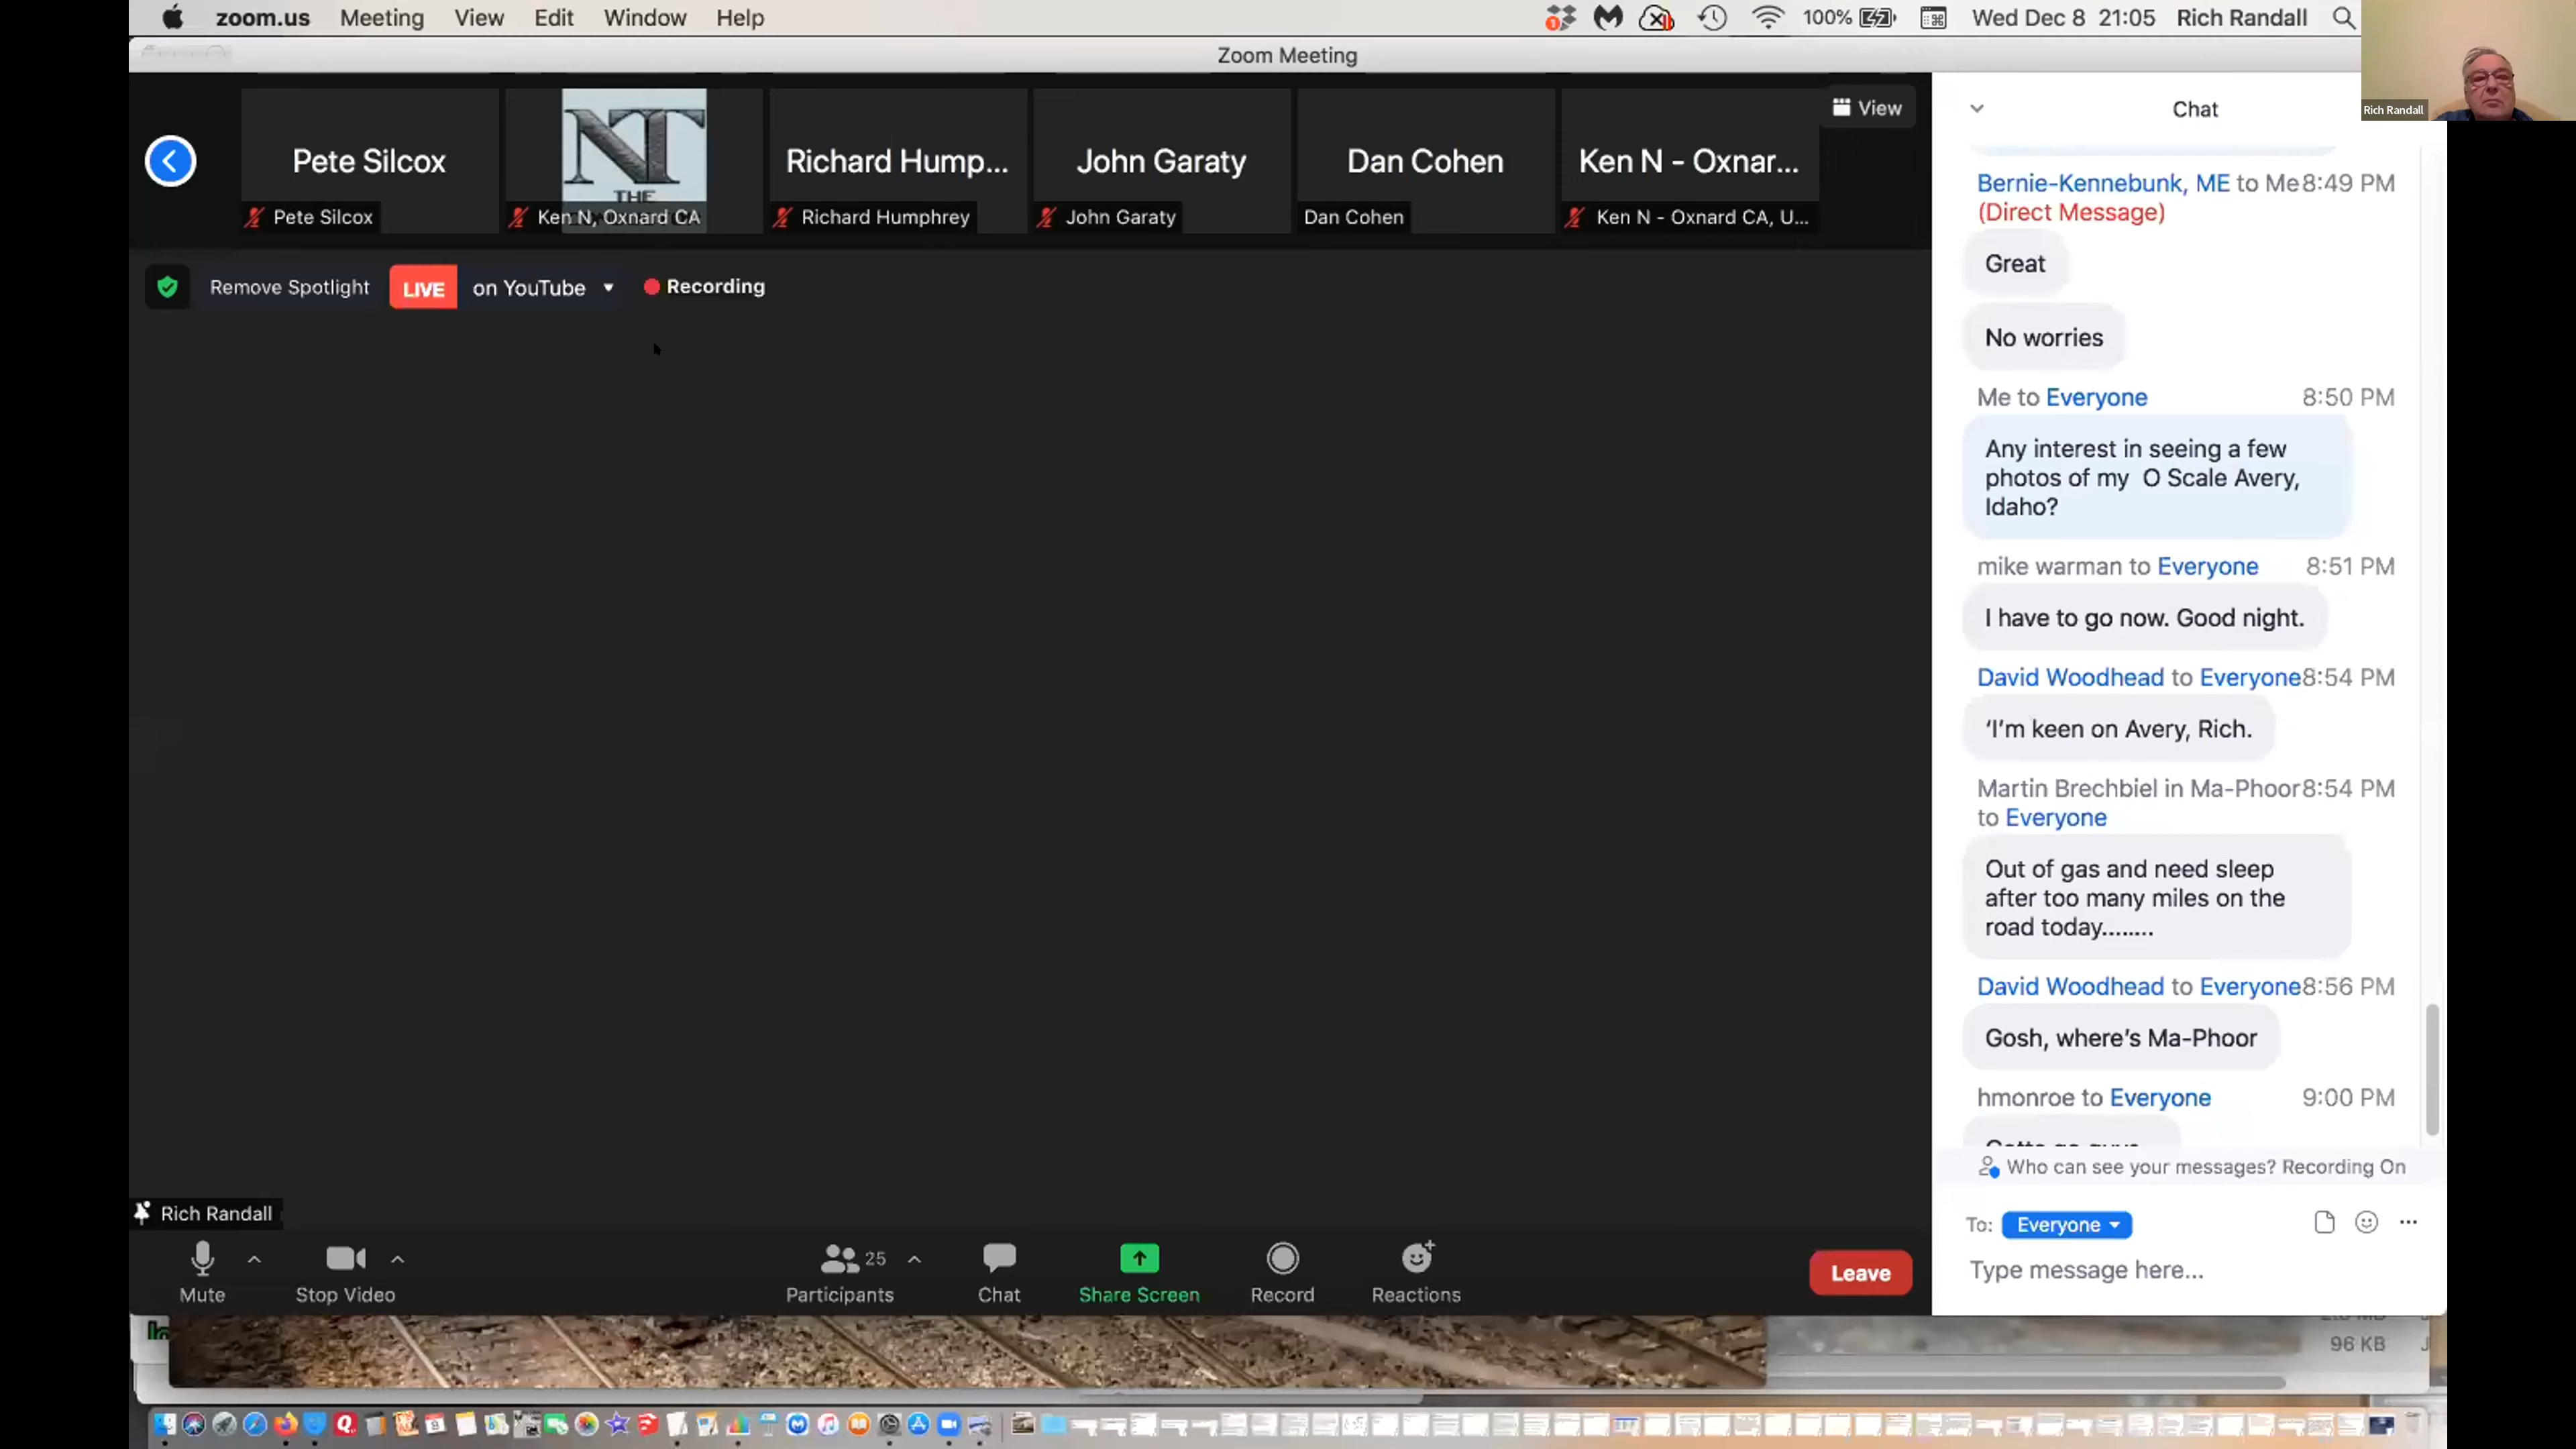 zoom.us Meeting View Edit Window Help
100% Wed Dec 8 21:05 Rich Randall
Zoom Meeting
Pete Silcox
NT
THE
Richard Hump...
John Garaty
Dan Cohen
Ken N - Oxnar...
View
Pete Silcox
Ken N, Oxnard CA
Richard Humphrey
John Garaty
Dan Cohen
Ken N - Oxnard CA, U...
Remove Spotlight
LIVE on YouTube
Recording
Rich Randall
Mute
Stop Video
25
Participants
Chat
Share Screen
Record
Reactions
Leave
Rich Randall
Chat
Bernie-Kennebunk, ME to Me 8:49 PM
(Direct Message)
Great
No worries
Me to Everyone 8:50 PM
Any interest in seeing a few
photos of my O Scale Avery,
Idaho?
mike warman to Everyone 8:51 PM
I have to go now. Good night.
David Woodhead to Everyone 8:54 PM
‘I’m keen on Avery, Rich.
Martin Brechbiel in Ma-Phoor 8:54 PM
to Everyone
Out of gas and need sleep
after too many miles on the
road today........
David Woodhead to Everyone 8:56 PM
Gosh, where’s Ma-Phoor
hmonroe to Everyone 9:00 PM
Who can see your messages? Recording On
To: Everyone
Type message here...
96 KB